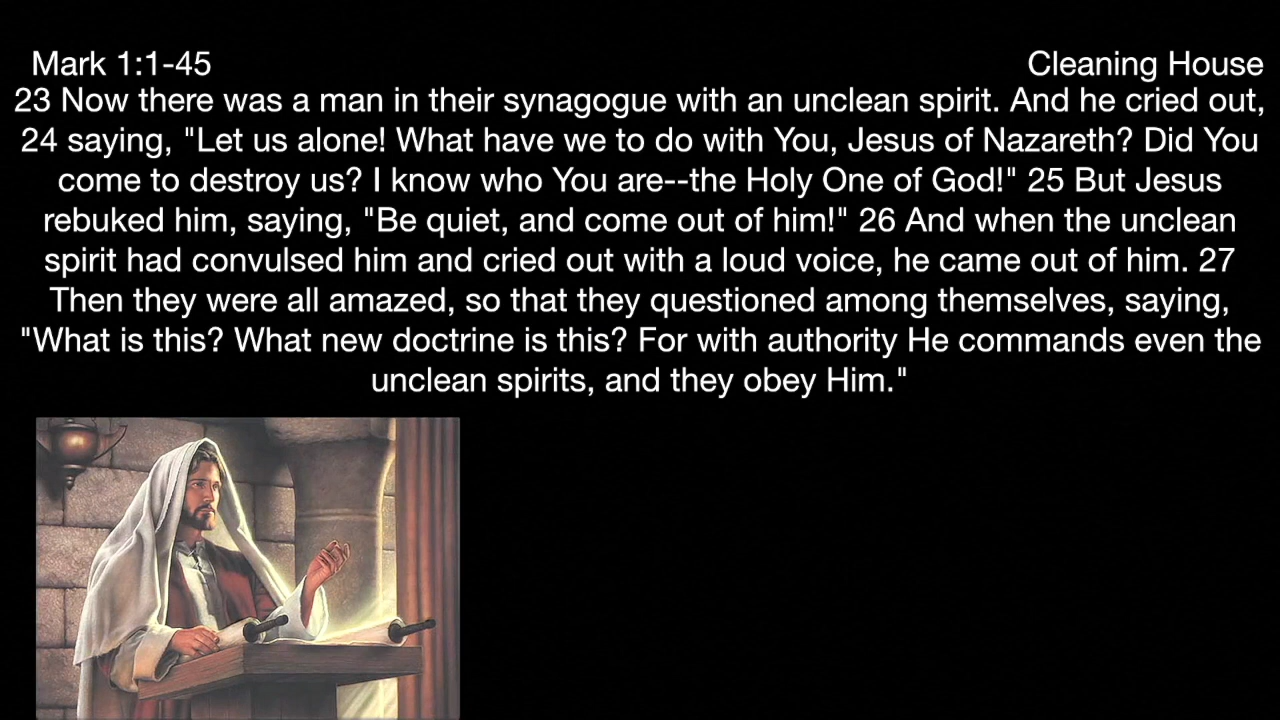 Mark 1:1-45 Cleaning House
23 Now there was a man in their synagogue with an unclean spirit. And he cried out,
24 saying, "Let us alone! What have we to do with You, Jesus of Nazareth? Did You
come to destroy us? I know who You are--the Holy One of God!" 25 But Jesus
rebuked him, saying, "Be quiet, and come out of him!" 26 And when the unclean
spirit had convulsed him and cried out with a loud voice, he came out of him. 27
Then they were all amazed, so that they questioned among themselves, saying,
"What is this? What new doctrine is this? For with authority He commands even the
unclean spirits, and they obey Him."